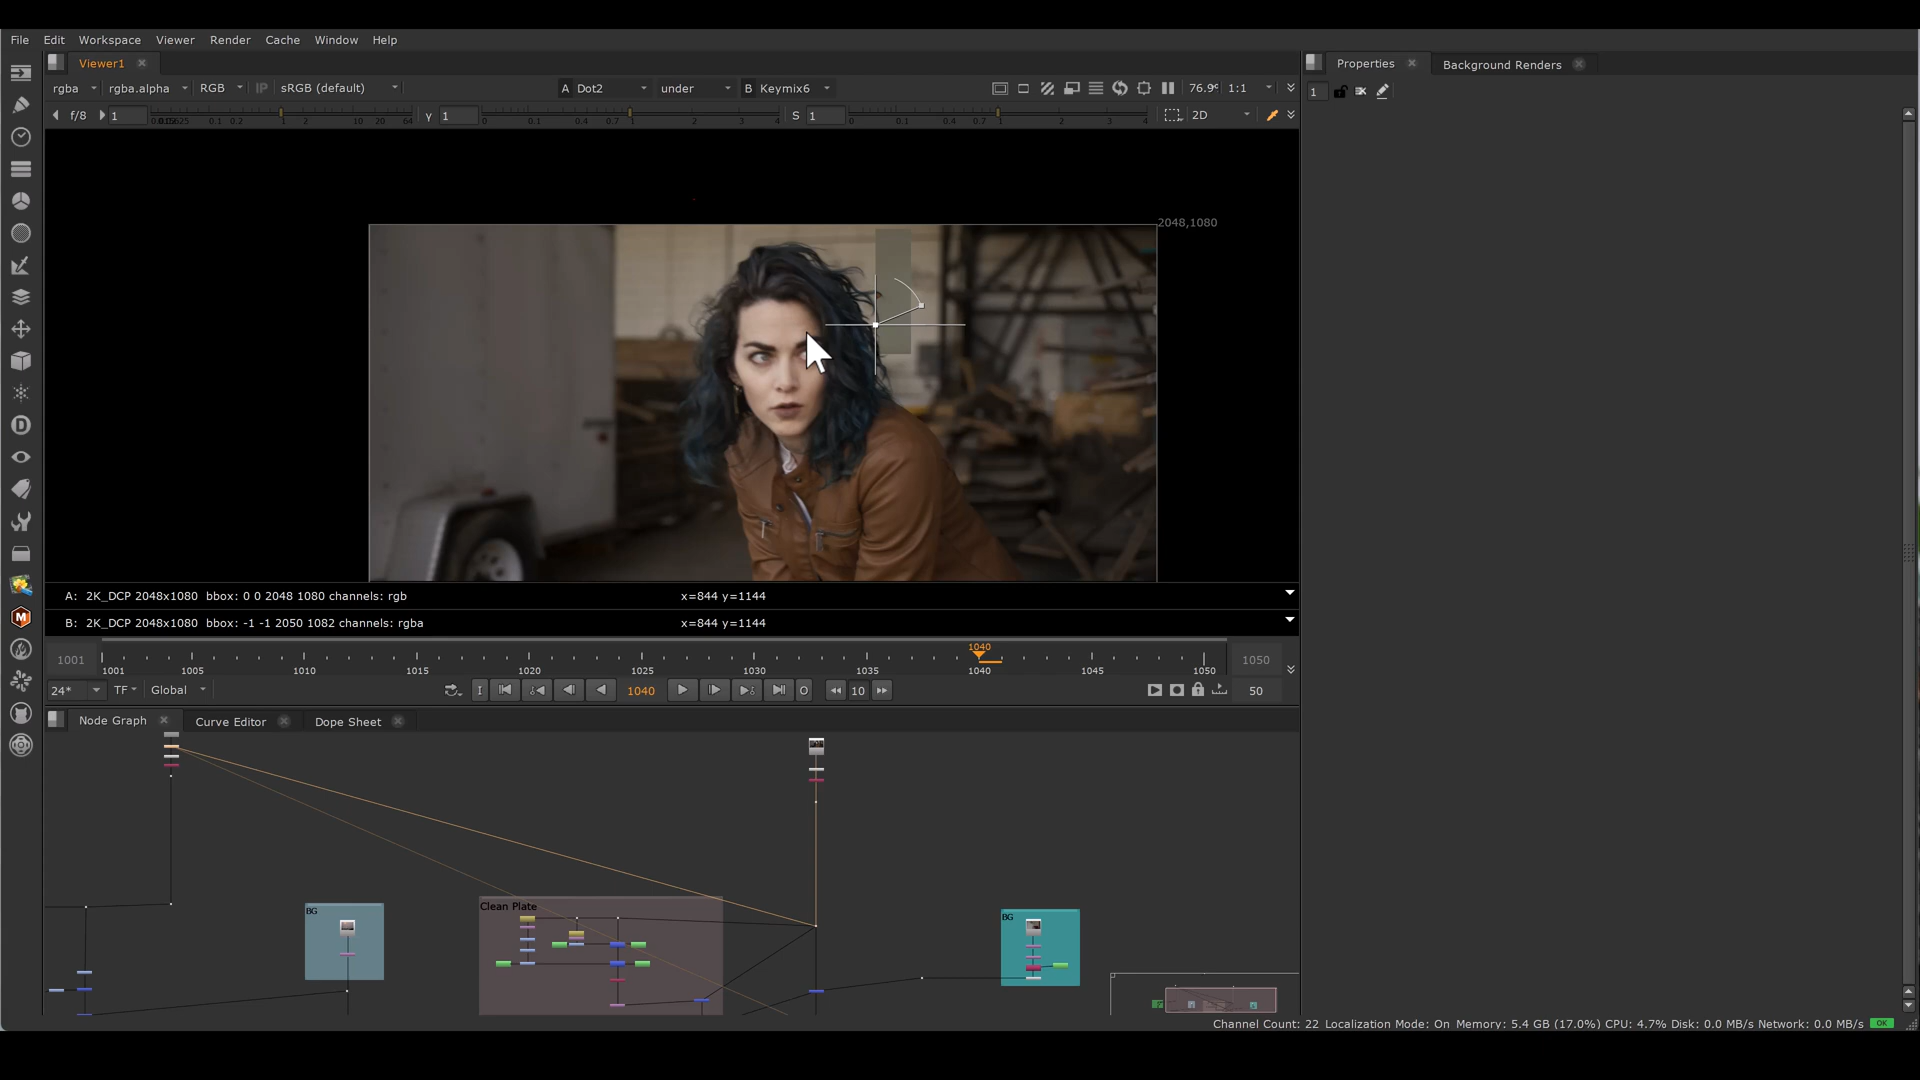 File Edit Workspace Viewer Render Cache Window Help
Viewer1
Properties
Background Renders
rgba rgba.alpha RGB IP sRGB (default) A Dot2 under B Keymix6 1:1
1
f/8 1 γ 1 S 1 2D
2048,1080
A: 2K_DCP 2048x1080 bbox: 0 0 2048 1080 channels: rgb x=844 y=1144
B: 2K_DCP 2048x1080 bbox: -1 -1 2050 1082 channels: rgba x=844 y=1144
1040
1001 1050
1001 1005 1010 1015 1020 1025 1030 1035 1040 1045 1050
24* TF Global I 1040 O 10 50
Node Graph Curve Editor Dope Sheet
Clean Plate
BG
BG
Channel Count: 22 Localization Mode: On Memory: 5.4 GB (17.0%) CPU: 4.7% Disk: 0.0 MB/s Network: 0.0 MB/s OK